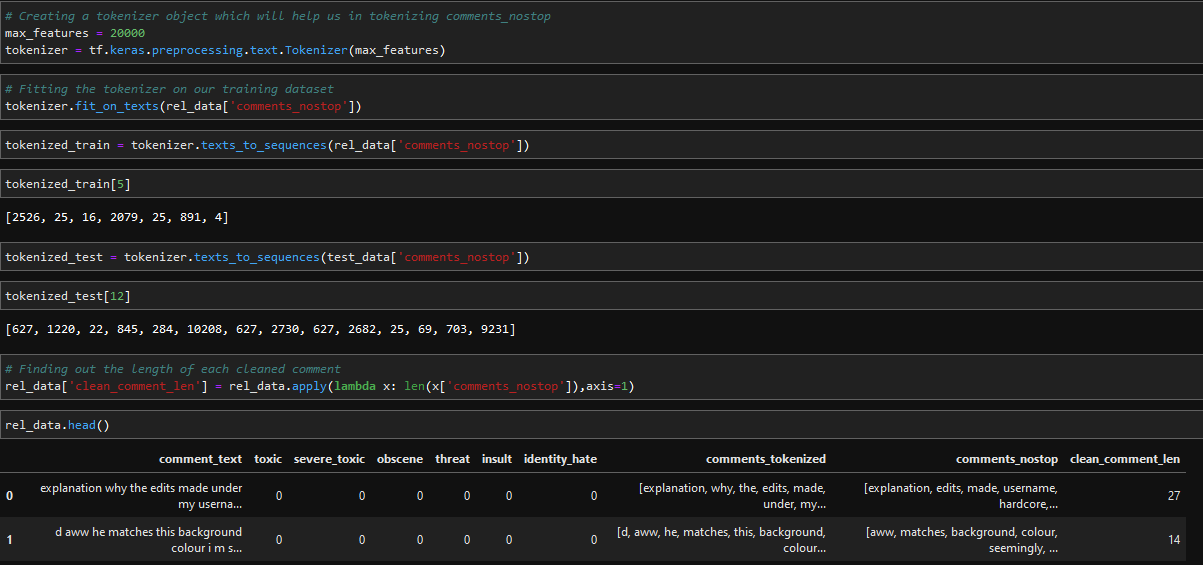 # Creating a tokenizer object which will help us in tokenizing comments_nostop
max_features = 20000
tokenizer = tf.keras.preprocessing.text.Tokenizer(max_features)
# Fitting the tokenizer on our training dataset
tokenizer.fit_on_texts(rel_data['comments_nostop'])
tokenized_train = tokenizer.texts_to_sequences(rel_data['comments_nostop'])
tokenized_train[5]
[2526, 25, 16, 2079, 25, 891, 4]
tokenized_test = tokenizer.texts_to_sequences(test_data['comments_nostop'])
tokenized_test[12]
[627, 1220, 22, 845, 284, 10208, 627, 2730, 627, 2682, 25, 69, 703, 9231]
# Finding out the length of each cleaned comment
rel_data['clean_comment_len'] = rel_data.apply(lambda x: len(x['comments_nostop']),axis=1)
rel_data.head()
comment_text toxic severe_toxic obscene threat insult identity_hate comments_tokenized comments_nostop clean_comment_len
explanation why the edits made under [explanation, why, the, edits, made, [explanation, edits, made, username,
0 0 0 0 0 0 0 27
my userna... under, my... hardcore,...
d aww he matches this background [d, aww, he, matches, this, background, [aww, matches, background, colour,
1 0 0 0 0 0 0 14
colour i m s... colour... seemingly, ...